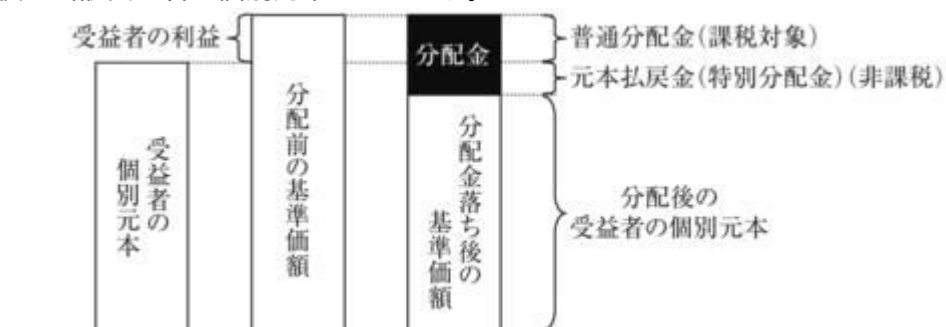 受益者の利益
受益者の
個別元本
分配前の基準価額
分配金
分配金落ち後の
基準価額
普通分配金(課税対象)
元本払戻金(特別分配金)(非課税)
分配後の
受益者の個別元本